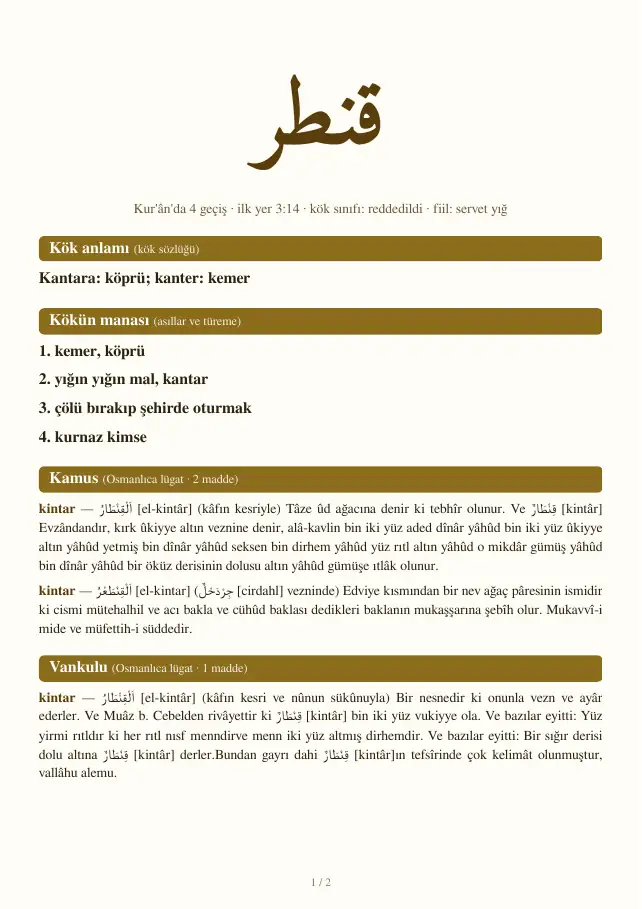 قنطر
Kur'ân'da 4 geçiş · ilk yer 3:14 · kök sınıfı: reddedildi · fiil: servet yığ
Kök anlamı (kök sözlüğü)
Kantara: köprü; kanter: kemer
Kökün manası (asıllar ve türeme)
1. kemer, köprü
2. yığın yığın mal, kantar
3. çölü bırakıp şehirde oturmak
4. kurnaz kimse
Kamus (Osmanlıca lügat · 2 madde)
kintar — اَلْقِنْطَارُ [el-kintâr] (kâfın kesriyle) Tâze ûd ağacına denir ki tebhîr olunur. Ve قِنْطَارٌ [kintâr]
Evzândandır, kırk ûkiyye altın veznine denir, alâ-kavlin bin iki yüz aded dînâr yâhûd bin iki yüz ûkiyye
altın yâhûd yetmiş bin dînâr yâhûd seksen bin dirhem yâhûd yüz rıtl altın yâhûd o mikdâr gümüş yâhûd
bin dînâr yâhûd bir öküz derisinin dolusu altın yâhûd gümüşe ıtlâk olunur.
kintar — اَلْقِنْطَعْرُ [el-kintar] (جِرْدَحْلٌ [cirdahl] vezninde) Edviye kısmından bir nev ağaç pâresinin ismidir
ki cismi mütehalhil ve acı bakla ve cühûd baklası dedikleri baklanın mukaşşarına şebîh olur. Mukavvî-i
mide ve müfettih-i süddedir.
Vankulu (Osmanlıca lügat · 1 madde)
kintar — اَلْقِنْطَارُ [el-kintâr] (kâfın kesri ve nûnun sükûnuyla) Bir nesnedir ki onunla vezn ve ayâr
ederler. Ve Muâz b. Cebelden rivâyettir ki قِنْطَارٌ [kintâr] bin iki yüz vukiyye ola. Ve bazılar eyitti: Yüz
yirmi rıtldır ki her rıtl nısf menndirve menn iki yüz altmış dirhemdir. Ve bazılar eyitti: Bir sığır derisi
dolu altına قِنْطَارٌ [kintâr] derler.Bundan gayrı dahi قِنْطَارٌ [kintâr]ın tefsîrinde çok kelimât olunmuştur,
vallâhu alemu.
1 / 2